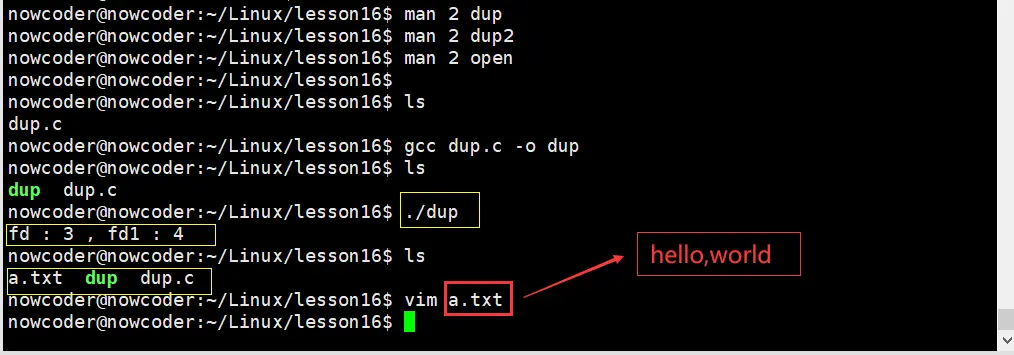 nowcoder@nowcoder:~/Linux/lesson16$ man 2 dup
nowcoder@nowcoder:~/Linux/lesson16$ man 2 dup2
nowcoder@nowcoder:~/Linux/lesson16$ man 2 open
nowcoder@nowcoder:~/Linux/lesson16$
nowcoder@nowcoder:~/Linux/lesson16$ ls
dup.c
nowcoder@nowcoder:~/Linux/lesson16$ gcc dup.c -o dup
nowcoder@nowcoder:~/Linux/lesson16$ ls
dup  dup.c
nowcoder@nowcoder:~/Linux/lesson16$ ./dup
fd : 3 , fd1 : 4
nowcoder@nowcoder:~/Linux/lesson16$ ls
hello,world
a.txt  dup  dup.c
nowcoder@nowcoder:~/Linux/lesson16$ vim a.txt
nowcoder@nowcoder:~/Linux/lesson16$